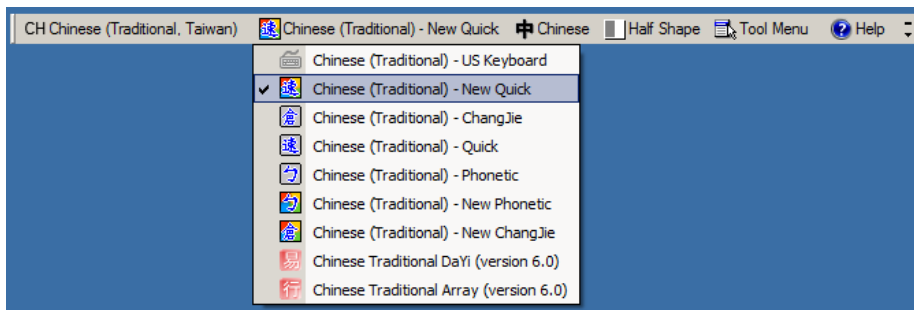 CH Chinese (Traditional, Taiwan) 速 Chinese (Traditional) - New Quick 中 Chinese Half Shape Tool Menu ? Help
Chinese (Traditional) - US Keyboard
✓ 速 Chinese (Traditional) - New Quick
倉 Chinese (Traditional) - ChangJie
速 Chinese (Traditional) - Quick
ㄅ Chinese (Traditional) - Phonetic
ㄅ Chinese (Traditional) - New Phonetic
倉 Chinese (Traditional) - New ChangJie
易 Chinese Traditional DaYi (version 6.0)
行 Chinese Traditional Array (version 6.0)